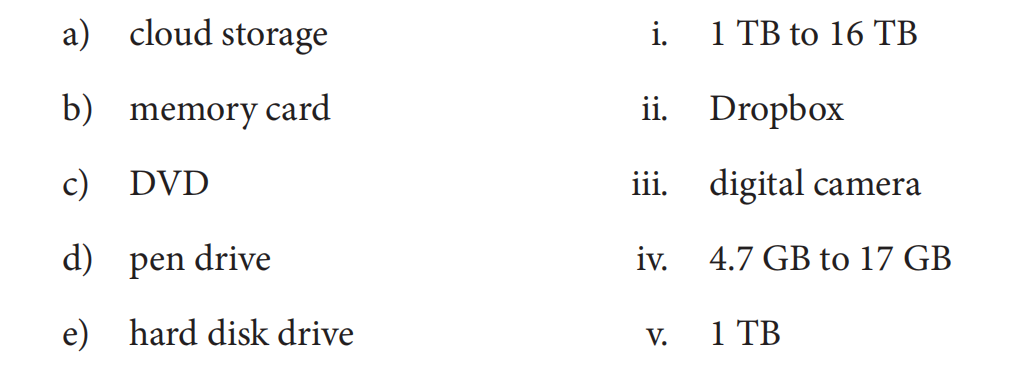 a) cloud storage i. 1 TB to 16 TB
b) memory card ii. Dropbox
c) DVD iii. digital camera
d) pen drive iv. 4.7 GB to 17 GB
e) hard disk drive v. 1 TB